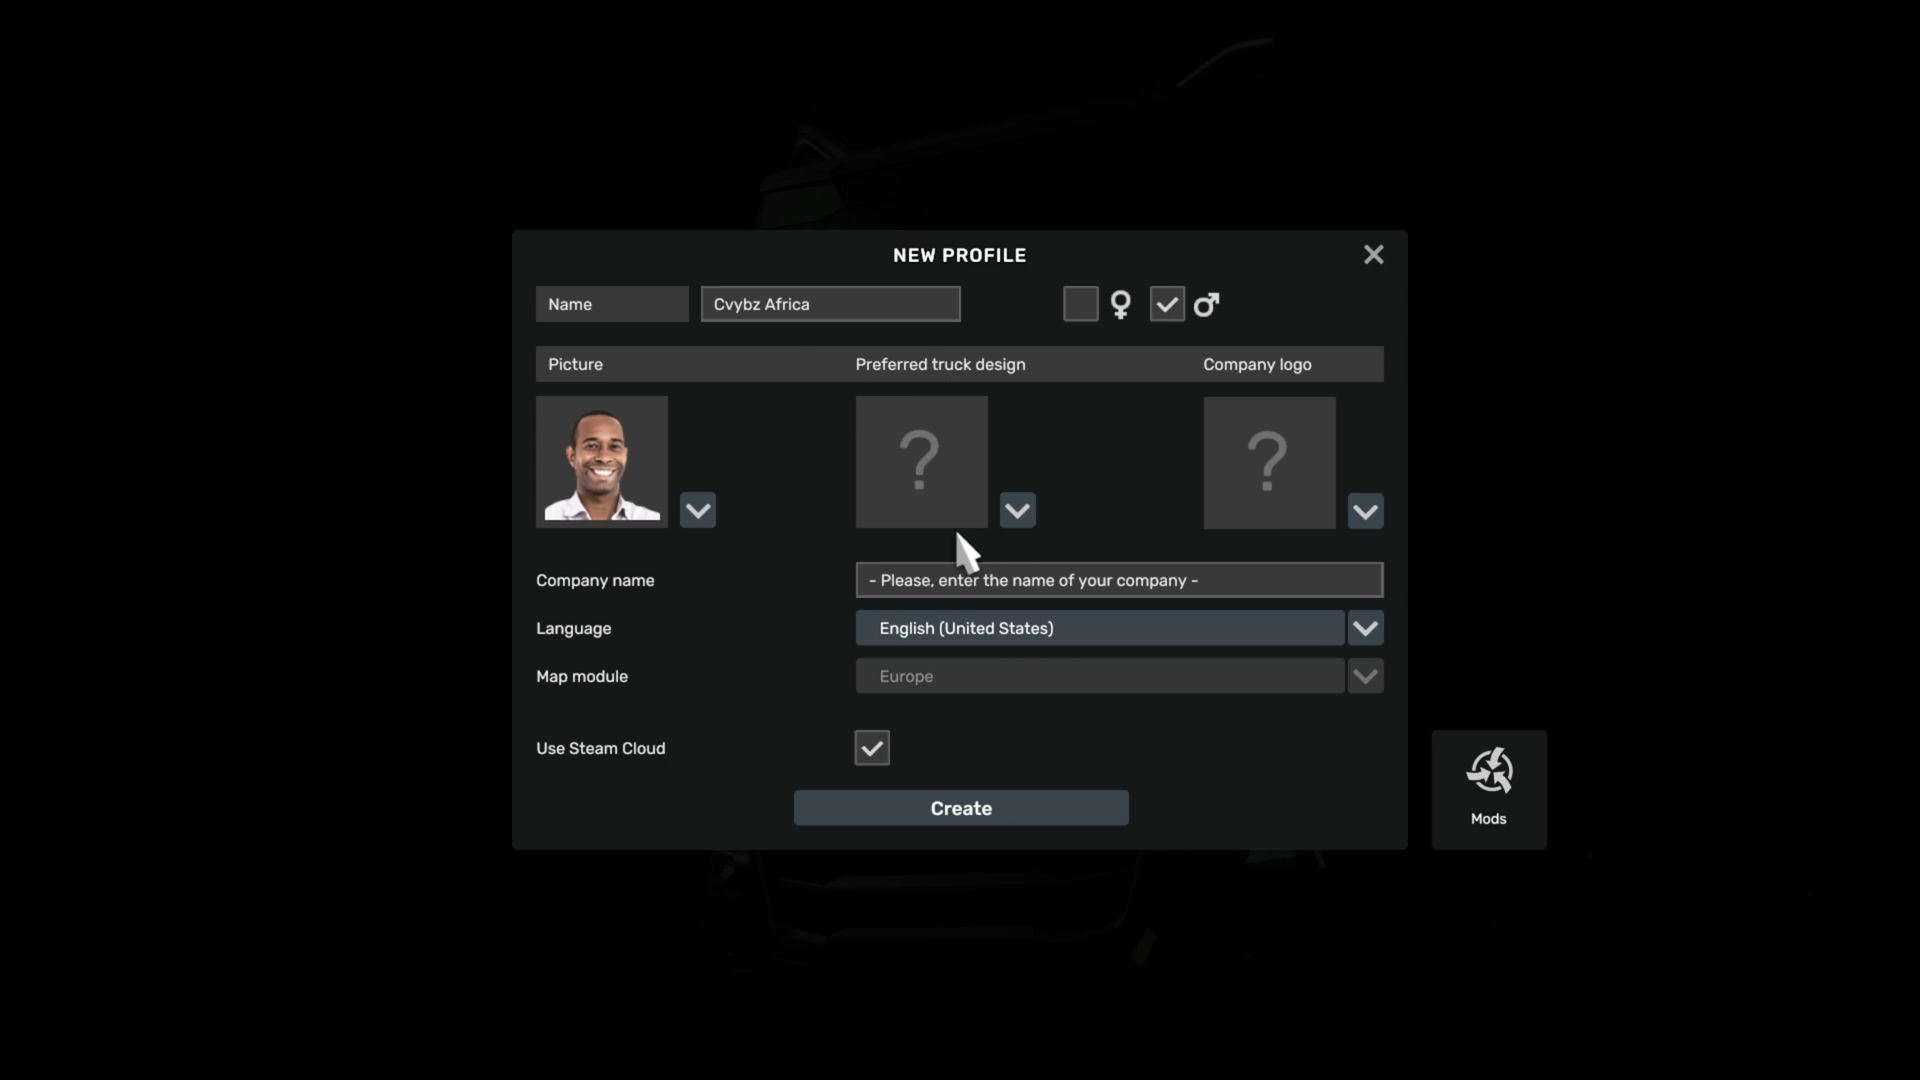 NEW PROFILE
Name
Cvybz Africa
Picture
Preferred truck design
Company logo
?
?
Company name
- Please, enter the name of your company -
Language
English (United States)
Map module
Europe
Use Steam Cloud
Create
Mods